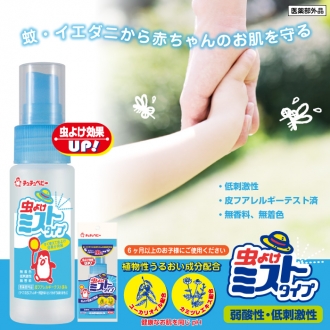 医薬部外品
蚊・イエダニから赤ちゃんのお肌を守る
虫よけ効果
UP!
チュチュベビー
虫よけ
ミスト
タイプ
・低刺激性
・皮フアレルギーテスト済
・無香料、無着色
6ヶ月以上のお子様にご使用ください
植物性うるおい成分配合
虫よけ
ミスト
タイプ
弱酸性・低刺激性